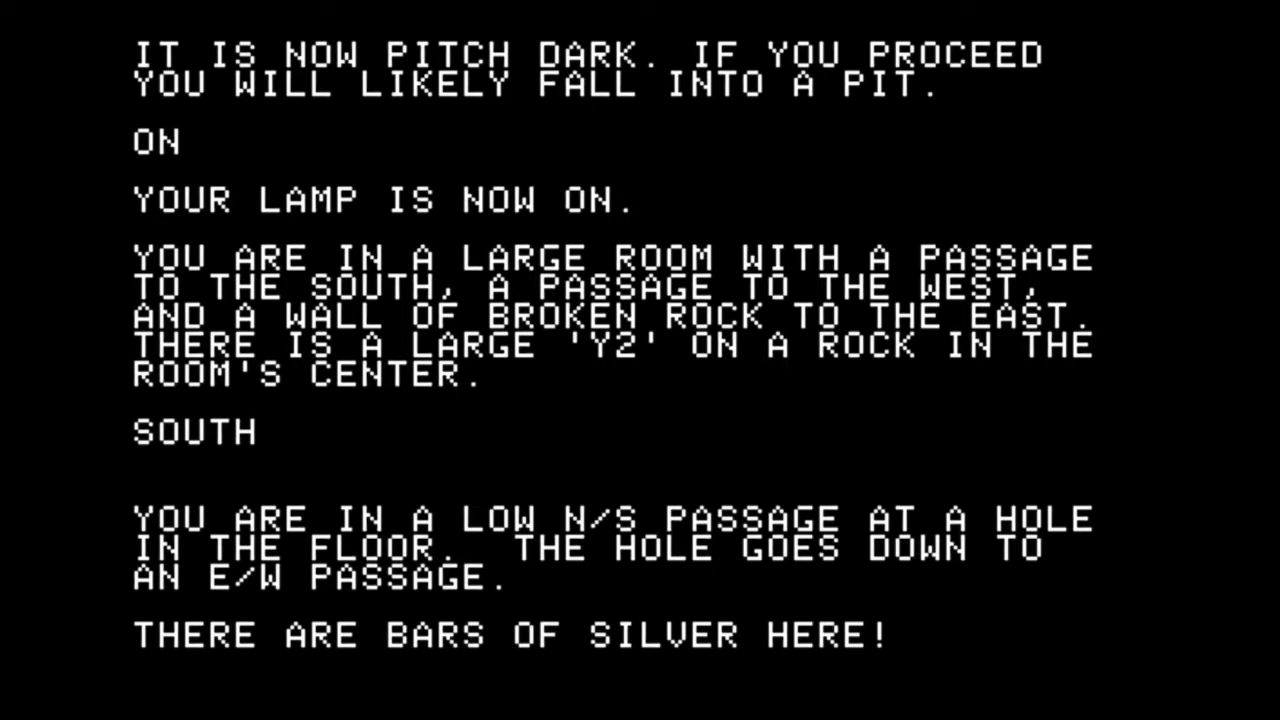 IT IS NOW PITCH DARK. IF YOU PROCEED
YOU WILL LIKELY FALL INTO A PIT.
ON
YOUR LAMP IS NOW ON.
YOU ARE IN A LARGE ROOM WITH A PASSAGE
TO THE SOUTH, A PASSAGE TO THE WEST,
AND A WALL OF BROKEN ROCK TO THE EAST.
THERE IS A LARGE 'Y2' ON A ROCK IN THE
ROOM'S CENTER.
SOUTH
YOU ARE IN A LOW N/S PASSAGE AT A HOLE
IN THE FLOOR.  THE HOLE GOES DOWN TO
AN E/W PASSAGE.
THERE ARE BARS OF SILVER HERE!